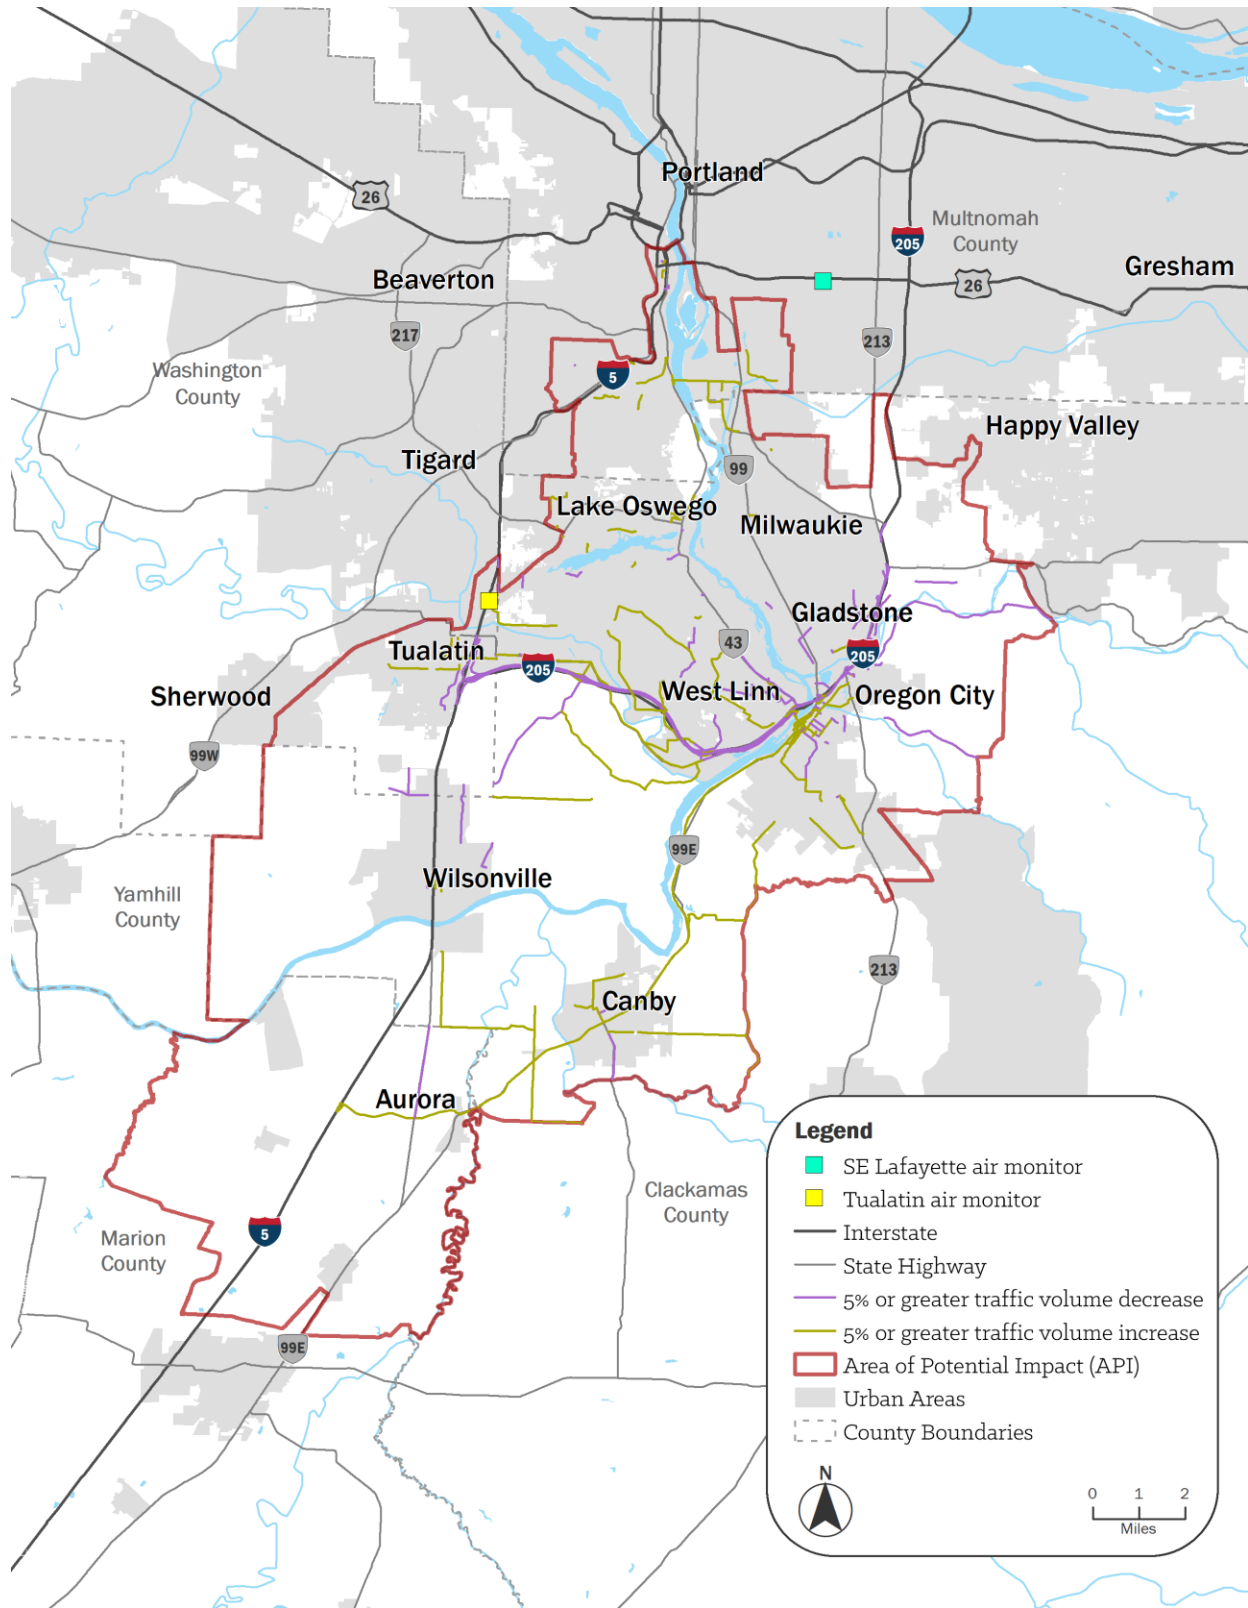 Portland
26
Multnomah
County
205
Gresham
Beaverton
26
217
213
Washington
County
5
Happy Valley
Tigard
99
Lake Oswego
Milwaukie
Gladstone
Tualatin
43
205
205
Sherwood
West Linn
Oregon City
99W
99E
Wilsonville
Yamhill
County
213
Canby
Aurora
Clackamas
County
5
Marion
County
99E
Legend
SE Lafayette air monitor
Tualatin air monitor
Interstate
State Highway
5% or greater traffic volume decrease
5% or greater traffic volume increase
Area of Potential Impact (API)
Urban Areas
County Boundaries
N
0 1 2
Miles